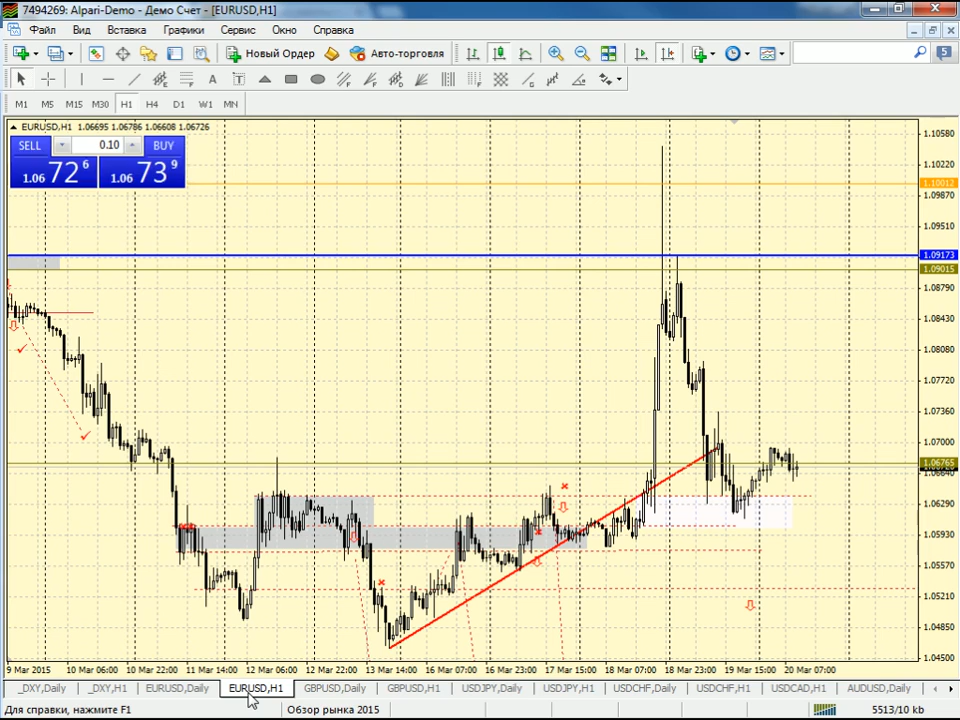 7494269: Alpari-Demo - Демо Счет - [EURUSD,H1]
Файл Вид Вставка Графики Сервис Окно Справка
Новый Ордер Авто-торговля 5
A T
M1 M5 M15 M30 H1 H4 D1 W1 MN
EURUSD,H1 1.06695 1.06786 1.06608 1.06726
SELL 0.10 BUY
1.06 72 6 1.06 73 9
1.10580
1.10220
1.10012
1.09870
1.09510
1.09173
1.09015
1.08790
1.08430
1.08080
1.07720
1.07360
1.07000
1.06765
1.06640
1.06290
1.05930
1.05570
1.05210
1.04850
1.04500
9 Mar 2015 10 Mar 06:00 10 Mar 22:00 11 Mar 14:00 12 Mar 06:00 12 Mar 22:00 13 Mar 14:00 16 Mar 07:00 16 Mar 23:00 17 Mar 15:00 18 Mar 07:00 18 Mar 23:00 19 Mar 15:00 20 Mar 07:00
_DXY,Daily _DXY,H1 EURUSD,Daily EURUSD,H1 GBPUSD,Daily GBPUSD,H1 USDJPY,Daily USDJPY,H1 USDCHF,Daily USDCHF,H1 USDCAD,H1 AUDUSD,Daily
Для справки, нажмите F1 Обзор рынка 2015 5513/10 kb